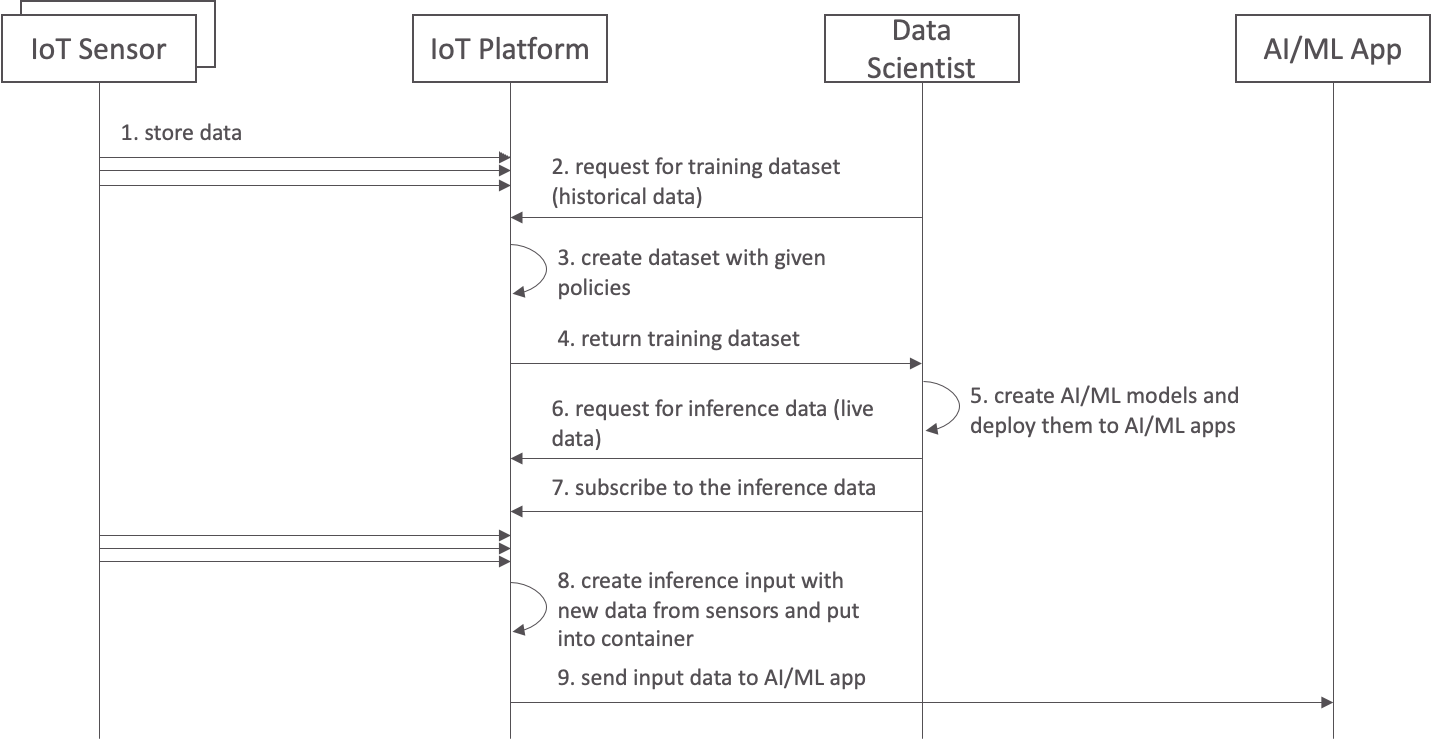 IoT Sensor
IoT Platform
Data
Scientist
AI/ML App
1. store data
2. request for training dataset
(historical data)
3. create dataset with given
policies
4. return training dataset
5. create AI/ML models and
deploy them to AI/ML apps
6. request for inference data (live
data)
7. subscribe to the inference data
8. create inference input with
new data from sensors and put
into container
9. send input data to AI/ML app